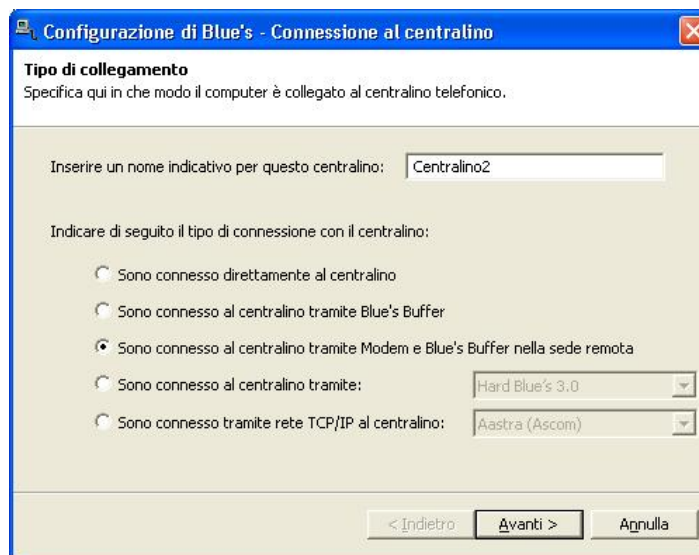 Configurazione di Blue's - Connessione al centralino
Tipo di collegamento
Specifica qui in che modo il computer è collegato al centralino telefonico.
Inserire un nome indicativo per questo centralino: Centralino2
Indicare di seguito il tipo di connessione con il centralino:
Sono connesso direttamente al centralino
Sono connesso al centralino tramite Blue's Buffer
Sono connesso al centralino tramite Modem e Blue's Buffer nella sede remota
Sono connesso al centralino tramite: Hard Blue's 3.0
Sono connesso tramite rete TCP/IP al centralino: Aastra (Ascom)
< Indietro Avanti > Annulla